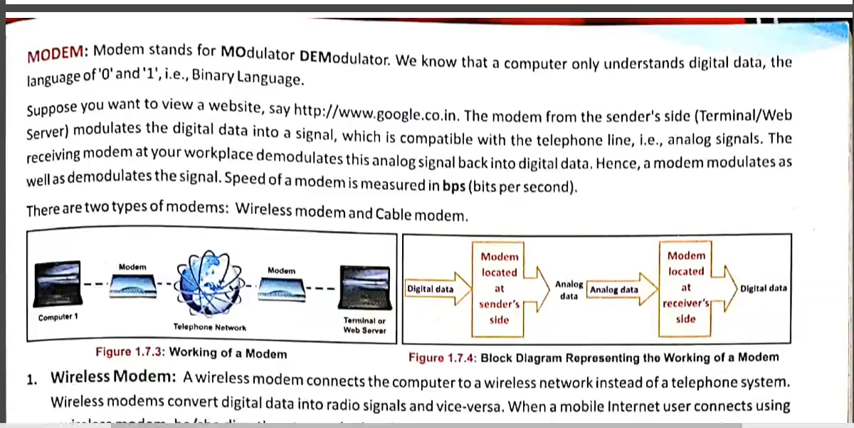 MODEM: Modem stands for MOdulator DEModulator. We know that a computer only understands digital data, the
language of '0' and '1', i.e., Binary Language.
Suppose you want to view a website, say http://www.google.co.in. The modem from the sender's side (Terminal/Web
Server) modulates the digital data into a signal, which is compatible with the telephone line, i.e., analog signals. The
receiving modem at your workplace demodulates this analog signal back into digital data. Hence, a modem modulates as
well as demodulates the signal. Speed of a modem is measured in bps (bits per second).
There are two types of modems: Wireless modem and Cable modem.
Modem
Modem
Computer 1
Telephone Network
Terminal or
Web Server
Figure 1.7.3: Working of a Modem
Digital data
Modem
located
at
sender's
side
Analog
data
Analog data
Modem
located
at
receiver's
side
Digital data
Figure 1.7.4: Block Diagram Representing the Working of a Modem
1. Wireless Modem: A wireless modem connects the computer to a wireless network instead of a telephone system.
Wireless modems convert digital data into radio signals and vice-versa. When a mobile Internet user connects using